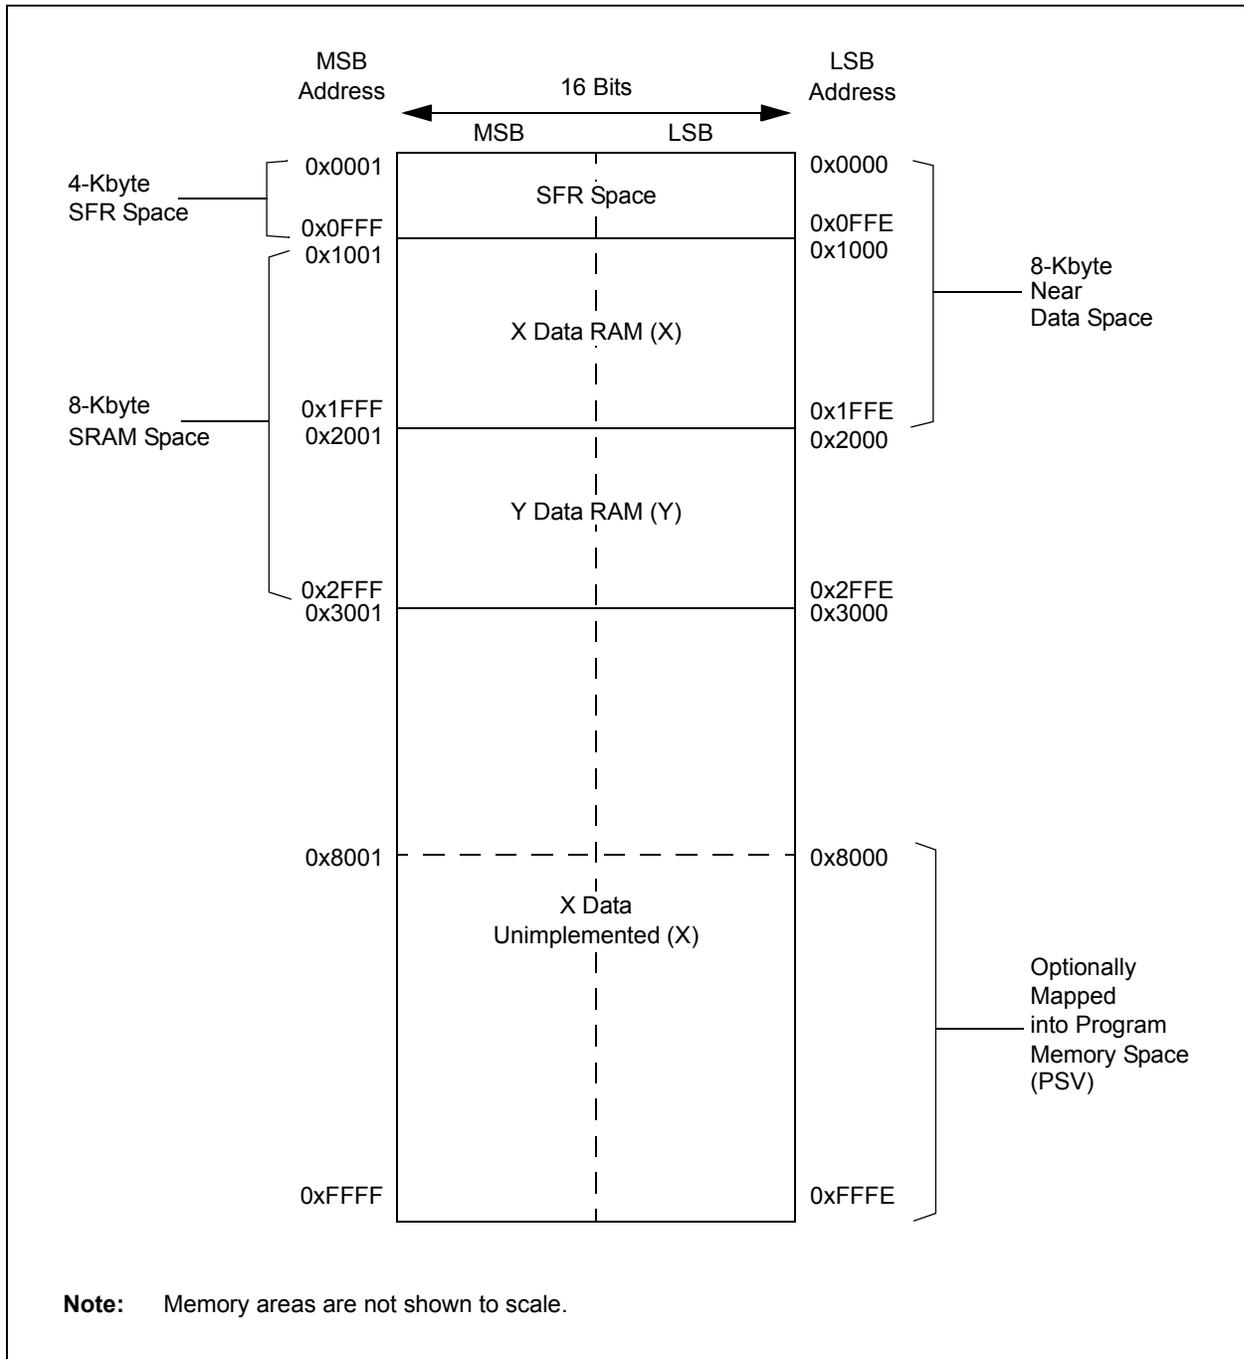 MSB
Address
LSB
Address
16 Bits
MSB
LSB
0x0001
0x0000
4-Kbyte
SFR Space
SFR Space
0x0FFF
0x0FFE
0x1001
0x1000
8-Kbyte
Near
Data Space
X Data RAM (X)
8-Kbyte
SRAM Space
0x1FFF
0x1FFE
0x2001
0x2000
Y Data RAM (Y)
0x2FFF
0x2FFE
0x3001
0x3000
0x8001
0x8000
X Data
Unimplemented (X)
Optionally
Mapped
into Program
Memory Space
(PSV)
0xFFFF
0xFFFE
Note: Memory areas are not shown to scale.